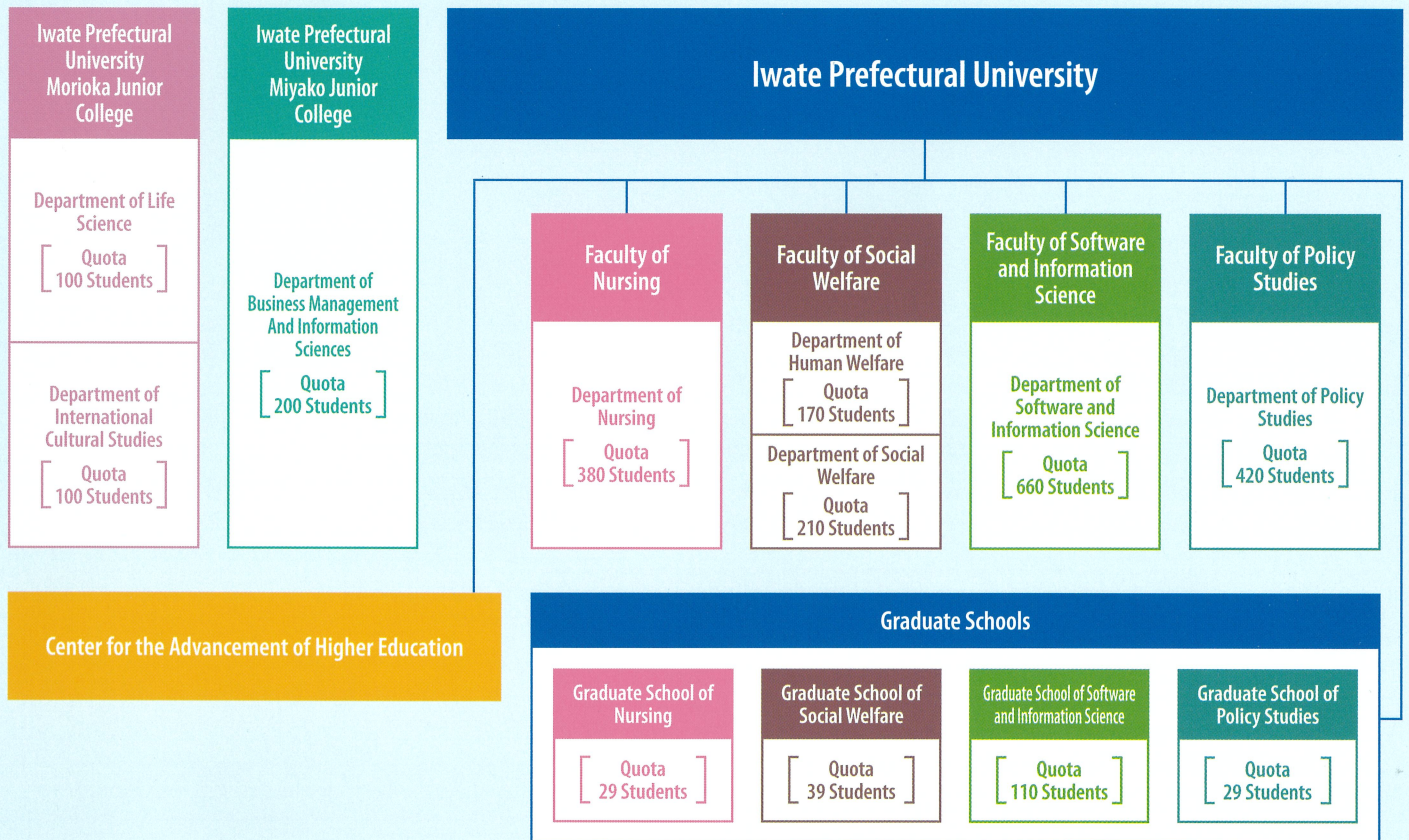 Iwate Prefectural
University
Morioka Junior
College
Department of Life
Science
Quota
100 Students
Department of
International
Cultural Studies
Quota
100 Students
Iwate Prefectural
University
Miyako Junior
College
Department of
Business Management
And Information
Sciences
Quota
200 Students
Iwate Prefectural University
Faculty of
Nursing
Department of
Nursing
Quota
380 Students
Faculty of Social
Welfare
Department of
Human Welfare
Quota
170 Students
Department of Social
Welfare
Quota
210 Students
Faculty of Software
and Information
Science
Department of
Software and
Information Science
Quota
660 Students
Faculty of Policy
Studies
Department of Policy
Studies
Quota
420 Students
Center for the Advancement of Higher Education
Graduate Schools
Graduate School of
Nursing
Quota
29 Students
Graduate School of
Social Welfare
Quota
39 Students
Graduate School of Software
and Information Science
Quota
110 Students
Graduate School of
Policy Studies
Quota
29 Students